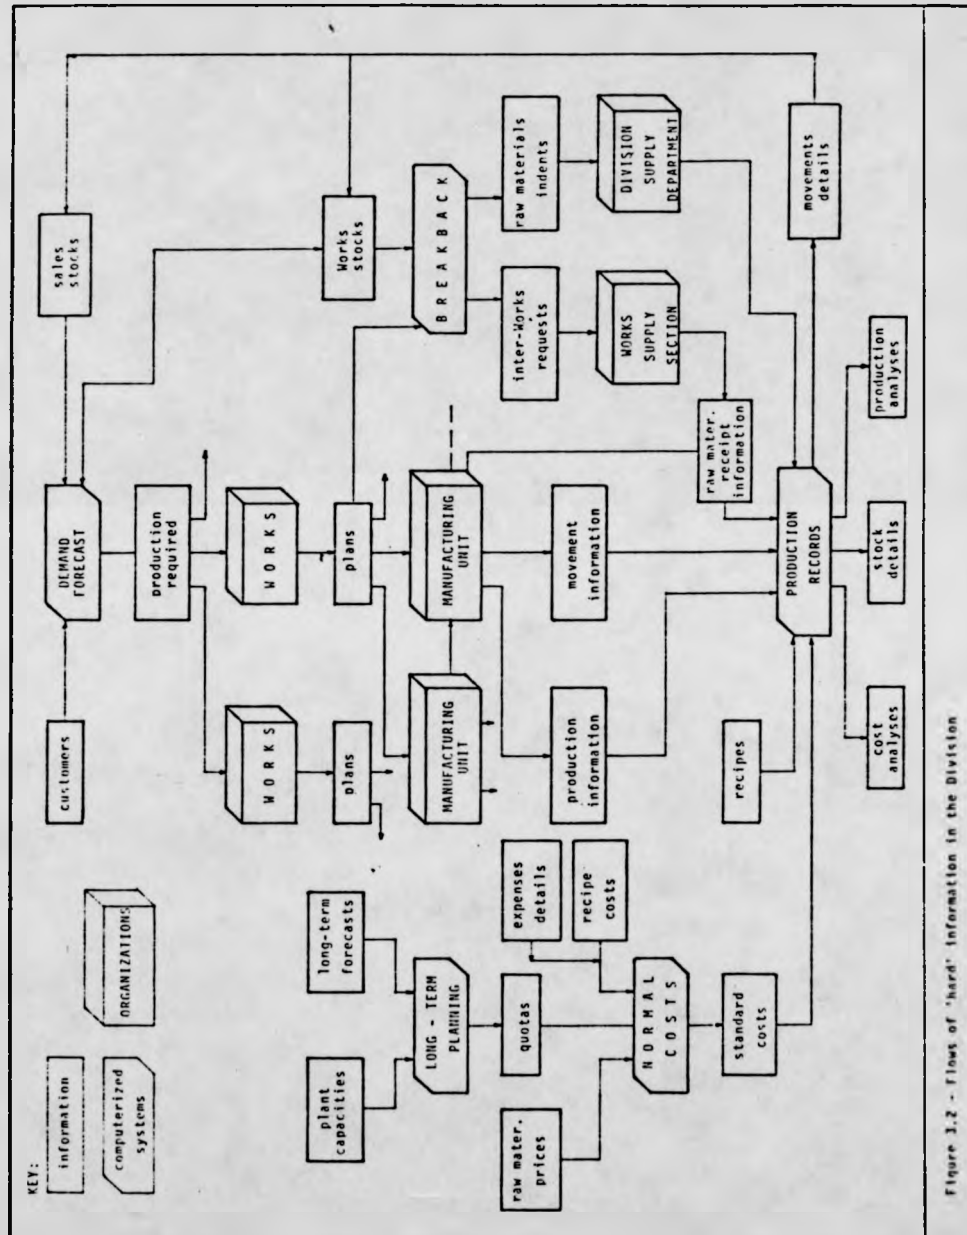 KEY:
information
ORGANIZATIONS
computerized
systems
customers
DEMAND
FORECAST
sales
stocks
production
required
WORKS
WORKS
Works
stocks
plans
plans
BREAKBACK
long-term
forecasts
plant
capacities
LONG - TERM
PLANNING
MANUFACTURING
UNIT
MANUFACTURING
UNIT
inter-Works
requests
raw materials
indents
quotas
expenses
details
recipe
costs
raw mater.
prices
production
information
movement
information
WORKS
SUPPLY
SECTION
DIVISION
SUPPLY
DEPARTMENT
raw mater.
receipt
information
NORMAL
COSTS
standard
costs
recipes
PRODUCTION
RECORDS
movements
details
cost
analyses
stock
details
production
analyses
Figure 3.2 - Flows of 'hard' information in the Division